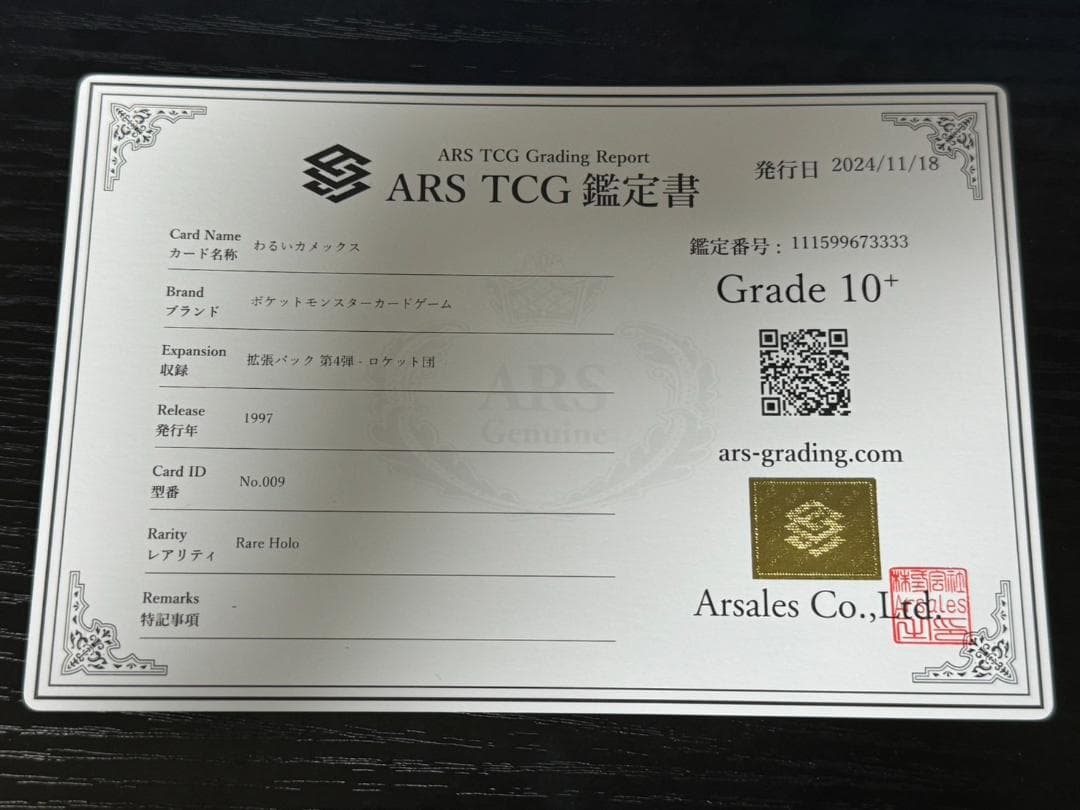 ARS TCG Grading Report
ARS TCG 鑑定書
発行日 2024/11/18
Card Name
カード名称
わるいカメックス
Brand
ブランド
ポケットモンスターカードゲーム
Expansion
収録
拡張パック 第4弾 - ロケット団
Release
発行年
1997
Card ID
型番
No.009
Rarity
レアリティ
Rare Holo
Remarks
特記事項
-
ARS
Genuine
鑑定番号 : 111599673333
Grade 10+
ars-grading.com
Arsales Co.,Ltd.
株式会社
Arsales